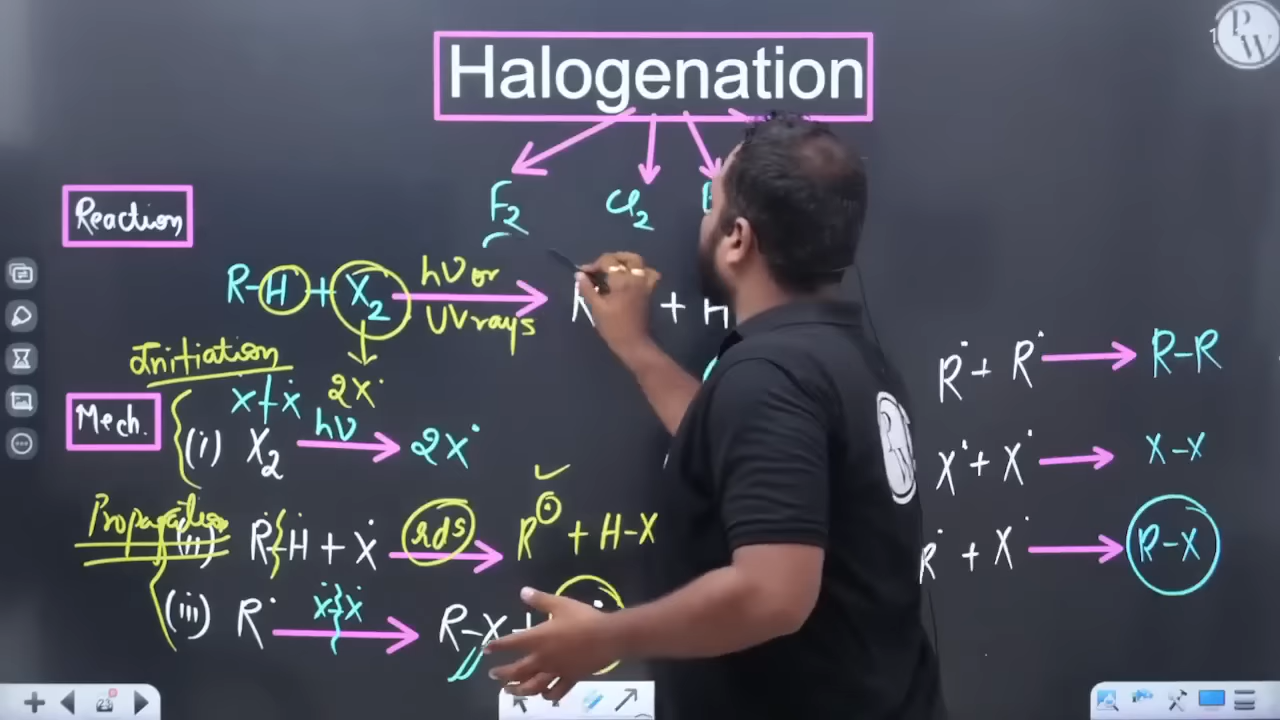 Halogenation
PW
F₂ Cl₂
Reaction
R-H + X₂ hν or UV rays R + H
2X˙
Initiation
Mech.
X-X˙
(i) X₂ hν 2X˙
Propagation
(ii) R-H + X˙ rds R˙ + H-X
(iii) R˙ X-X R-X +
R˙ + R˙ R-R
X˙ + X˙ X-X
R˙ + X˙ R-X